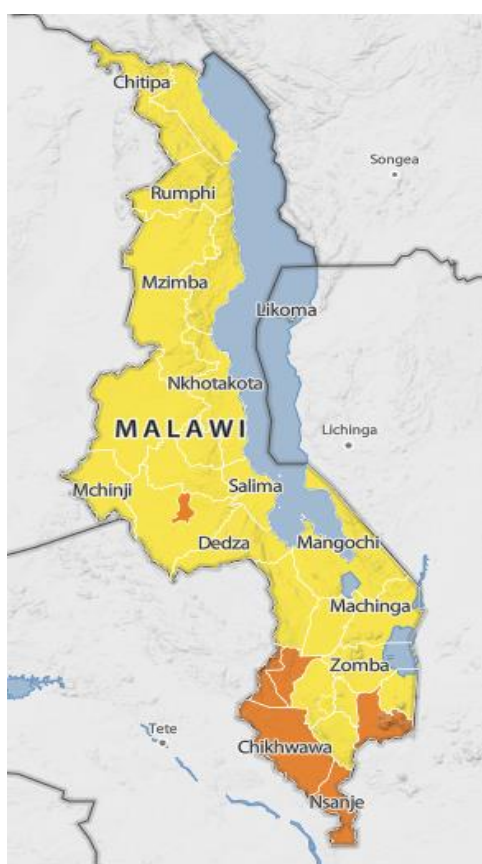 Chitipa
Songea
Rumphi
Mzimba
Likoma
Nkhotakota
MALAWI
Lichinga
Mchinji
Salima
Dedza
Mangochi
Machinga
Zomba
Tete
Chikhwawa
Nsanje